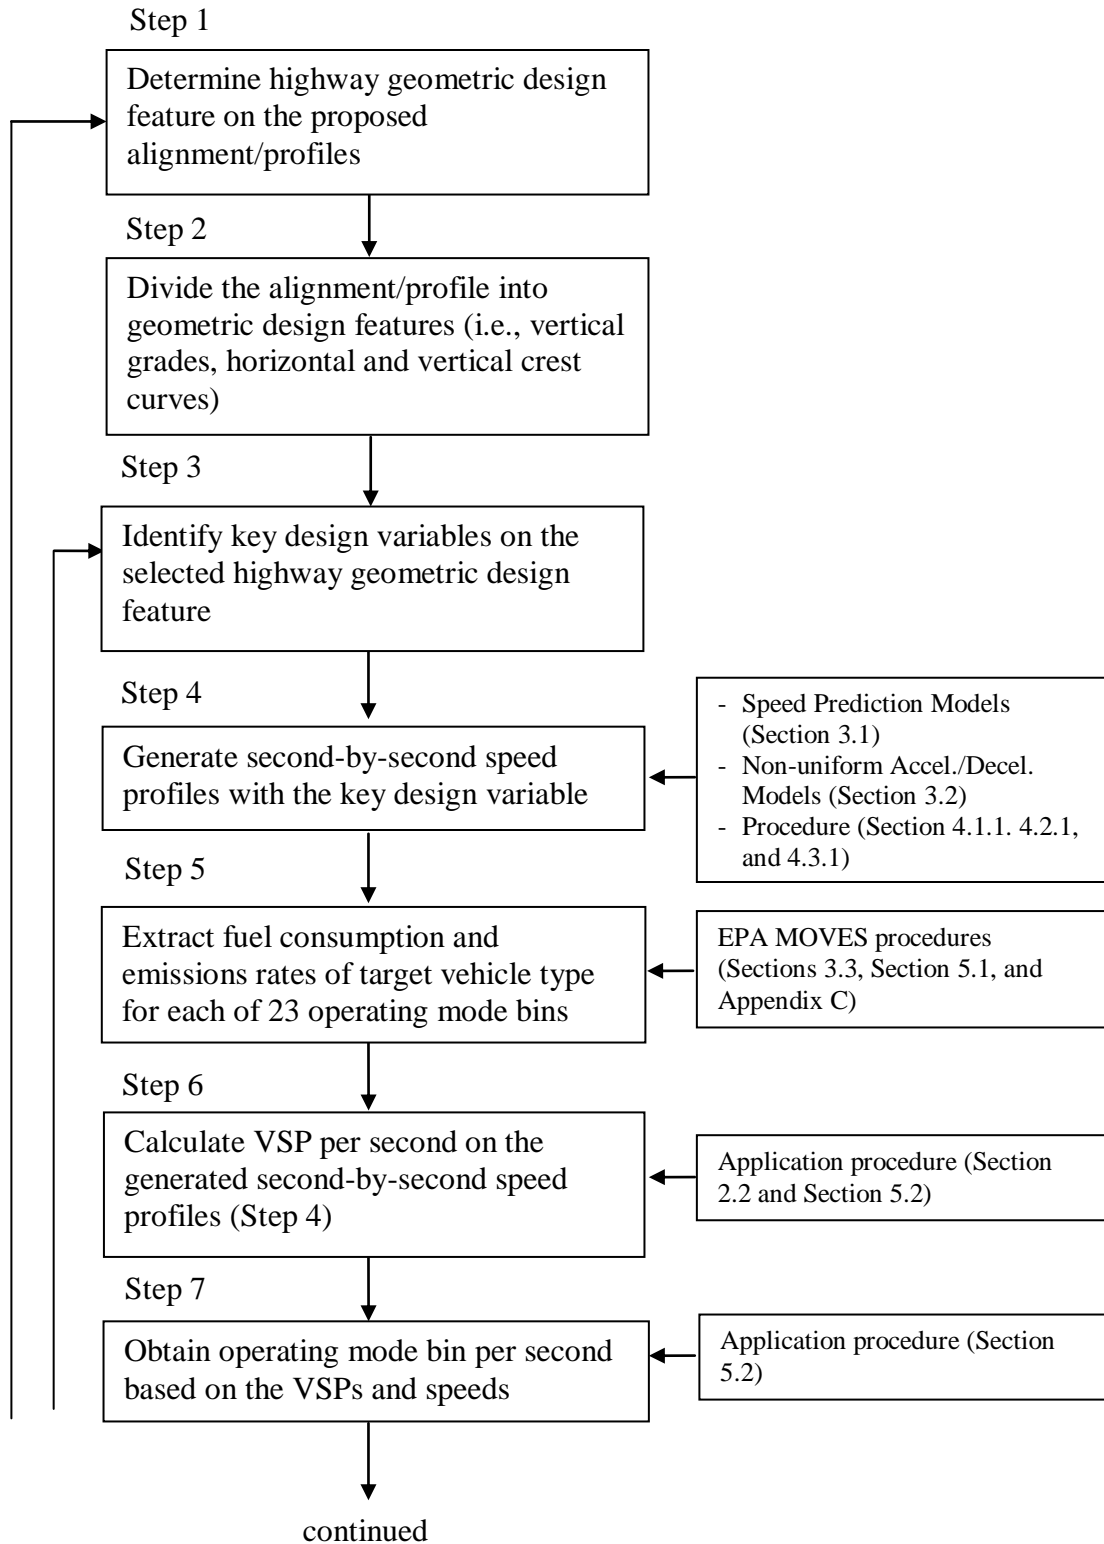 Step 1
Determine highway geometric design
feature on the proposed
alignment/profiles
Step 2
Divide the alignment/profile into
geometric design features (i.e., vertical
grades, horizontal and vertical crest
curves)
Step 3
Identify key design variables on the
selected highway geometric design
feature
Step 4
Generate second-by-second speed
profiles with the key design variable
- Speed Prediction Models
(Section 3.1)
- Non-uniform Accel./Decel.
Models (Section 3.2)
- Procedure (Section 4.1.1. 4.2.1,
and 4.3.1)
Step 5
Extract fuel consumption and
emissions rates of target vehicle type
for each of 23 operating mode bins
EPA MOVES procedures
(Sections 3.3, Section 5.1, and
Appendix C)
Step 6
Calculate VSP per second on the
generated second-by-second speed
profiles (Step 4)
Application procedure (Section
2.2 and Section 5.2)
Step 7
Obtain operating mode bin per second
based on the VSPs and speeds
Application procedure (Section
5.2)
continued